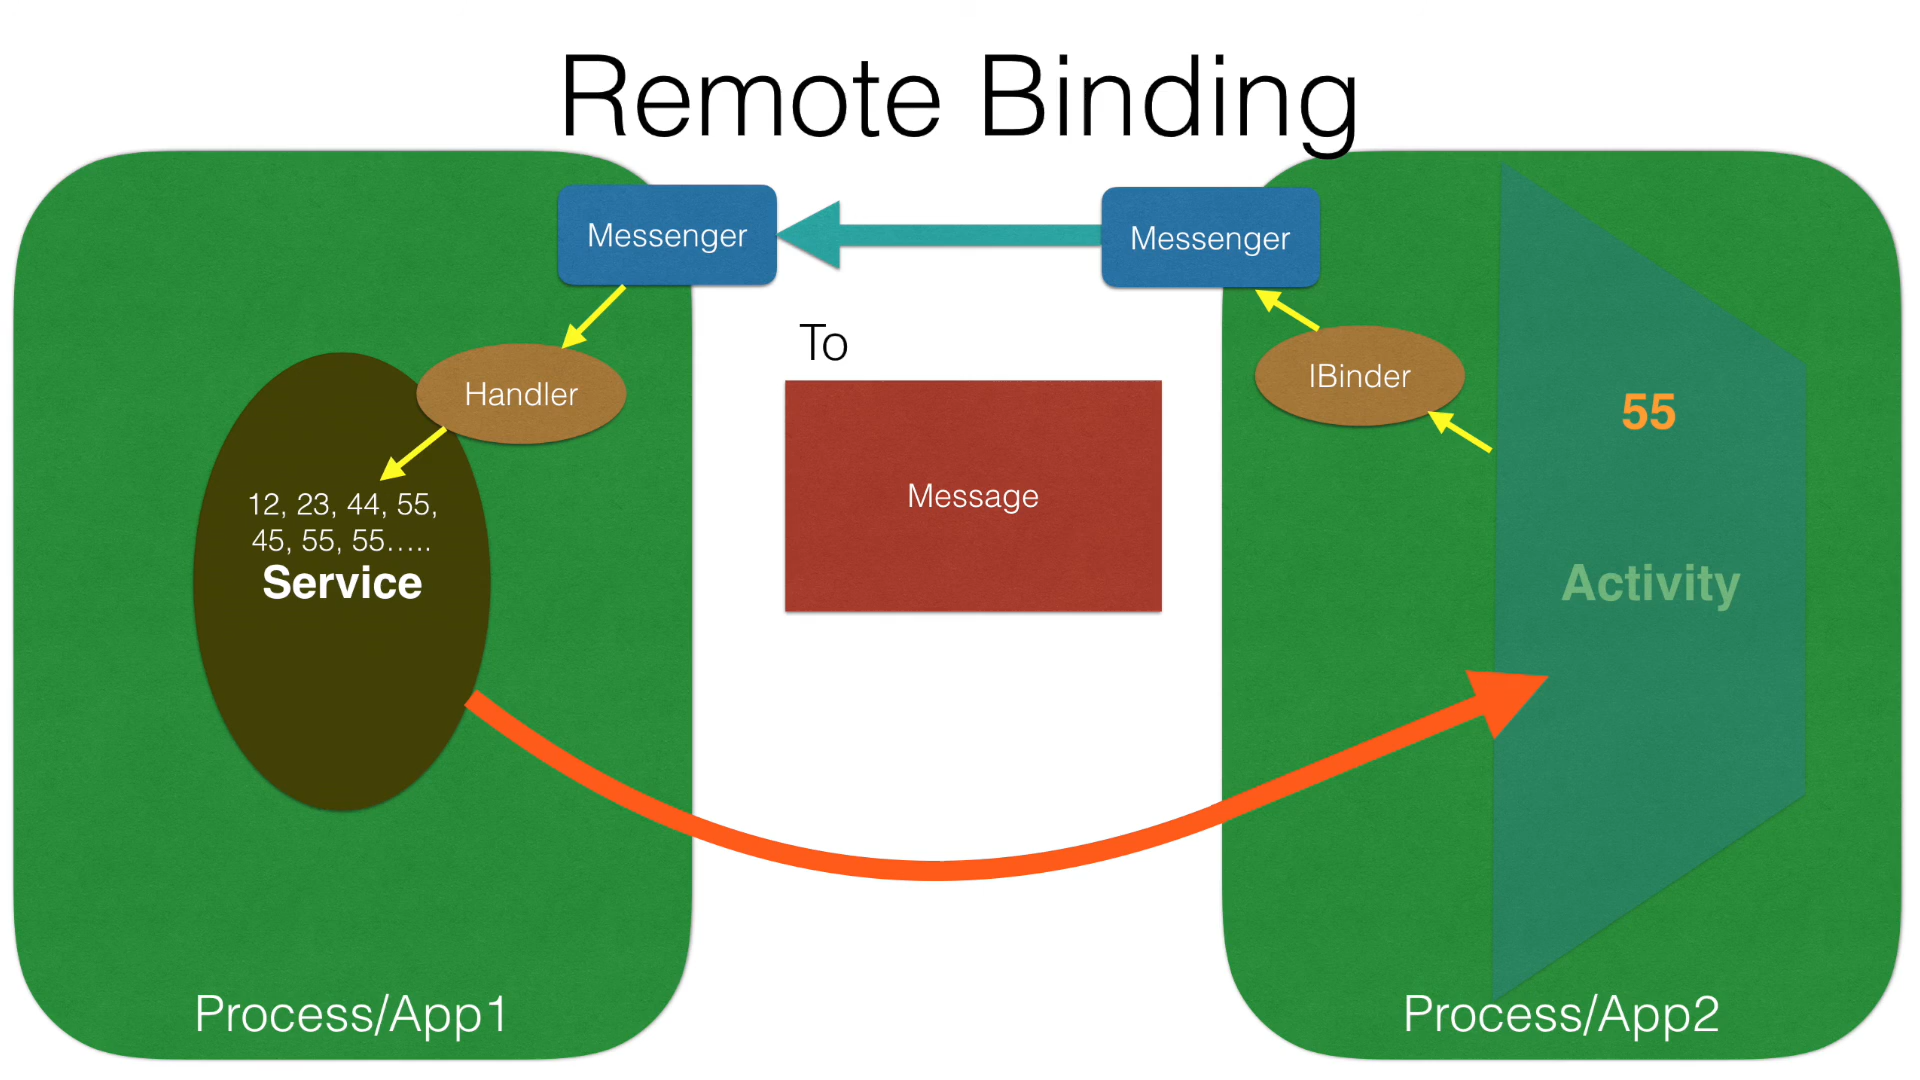 Remote Binding
Messenger
Messenger
To
Handler
IBinder
Message
12, 23, 44, 55,
45, 55, 55.....
Service
55
Activity
Process/App1
Process/App2